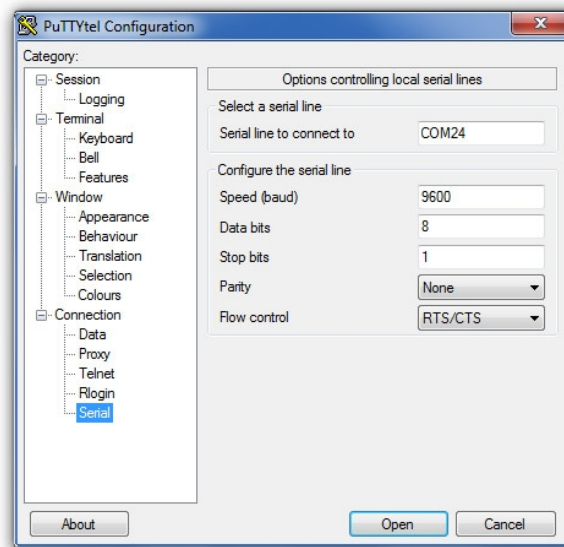 PuTTYtel Configuration
Category:
Session
Logging
Terminal
Keyboard
Bell
Features
Window
Appearance
Behaviour
Translation
Selection
Colours
Connection
Data
Proxy
Telnet
Rlogin
Serial
Options controlling local serial lines
Select a serial line
Serial line to connect to COM24
Configure the serial line
Speed (baud) 9600
Data bits 8
Stop bits 1
Parity None
Flow control RTS/CTS
About Open Cancel